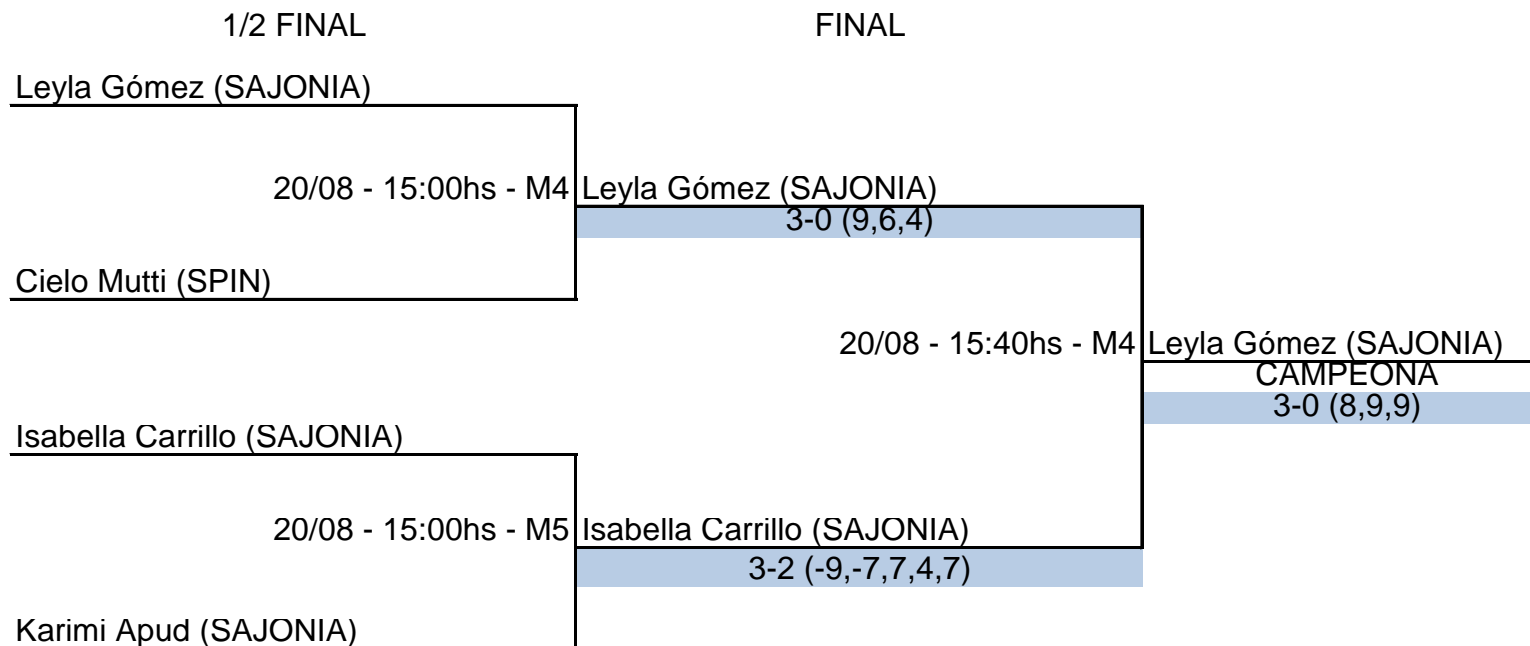 1/2 FINAL
FINAL
Leyla Gómez (SAJONIA)
20/08 - 15:00hs - M4
Leyla Gómez (SAJONIA)
3-0 (9,6,4)
Cielo Mutti (SPIN)
20/08 - 15:40hs - M4
Leyla Gómez (SAJONIA)
CAMPEONA
3-0 (8,9,9)
Isabella Carrillo (SAJONIA)
20/08 - 15:00hs - M5
Isabella Carrillo (SAJONIA)
3-2 (-9,-7,7,4,7)
Karimi Apud (SAJONIA)